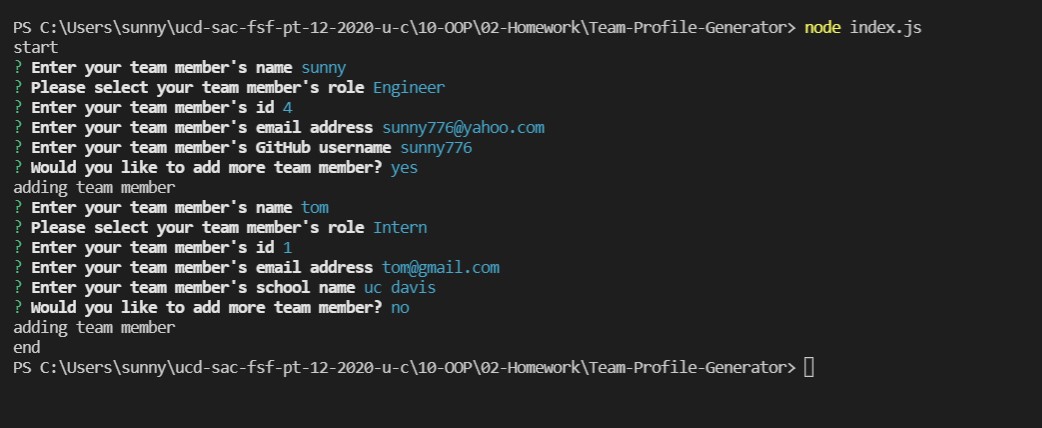 PS C:\Users\sunny\ucd-sac-fsf-pt-12-2020-u-c\10-OOP\02-Homework\Team-Profile-Generator> node index.js
start
? Enter your team member's name sunny
? Please select your team member's role Engineer
? Enter your team member's id 4
? Enter your team member's email address sunny776@yahoo.com
? Enter your team member's GitHub username sunny776
? Would you like to add more team member? yes
adding team member
? Enter your team member's name tom
? Please select your team member's role Intern
? Enter your team member's id 1
? Enter your team member's email address tom@gmail.com
? Enter your team member's school name uc davis
? Would you like to add more team member? no
adding team member
end
PS C:\Users\sunny\ucd-sac-fsf-pt-12-2020-u-c\10-OOP\02-Homework\Team-Profile-Generator>